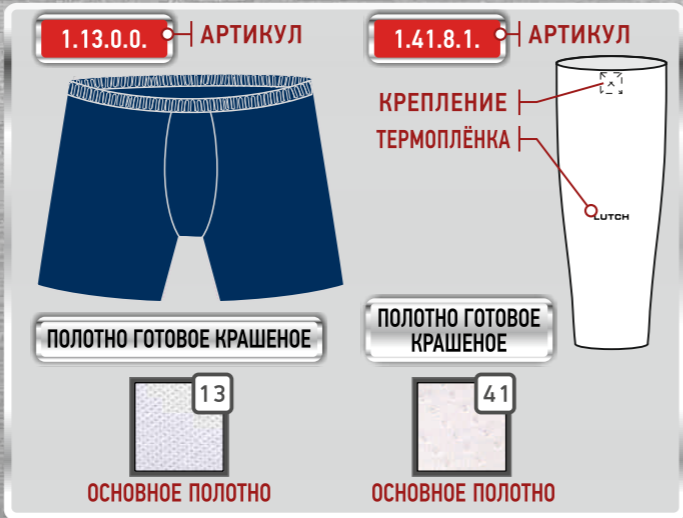 1.13.0.0. АРТИКУЛ
1.41.8.1. АРТИКУЛ
КРЕПЛЕНИЕ
ТЕРМОПЛЁНКА
LUTCH
ПОЛОТНО ГОТОВОЕ КРАШЕНОЕ
13
ОСНОВНОЕ ПОЛОТНО
ПОЛОТНО ГОТОВОЕ
КРАШЕНОЕ
41
ОСНОВНОЕ ПОЛОТНО